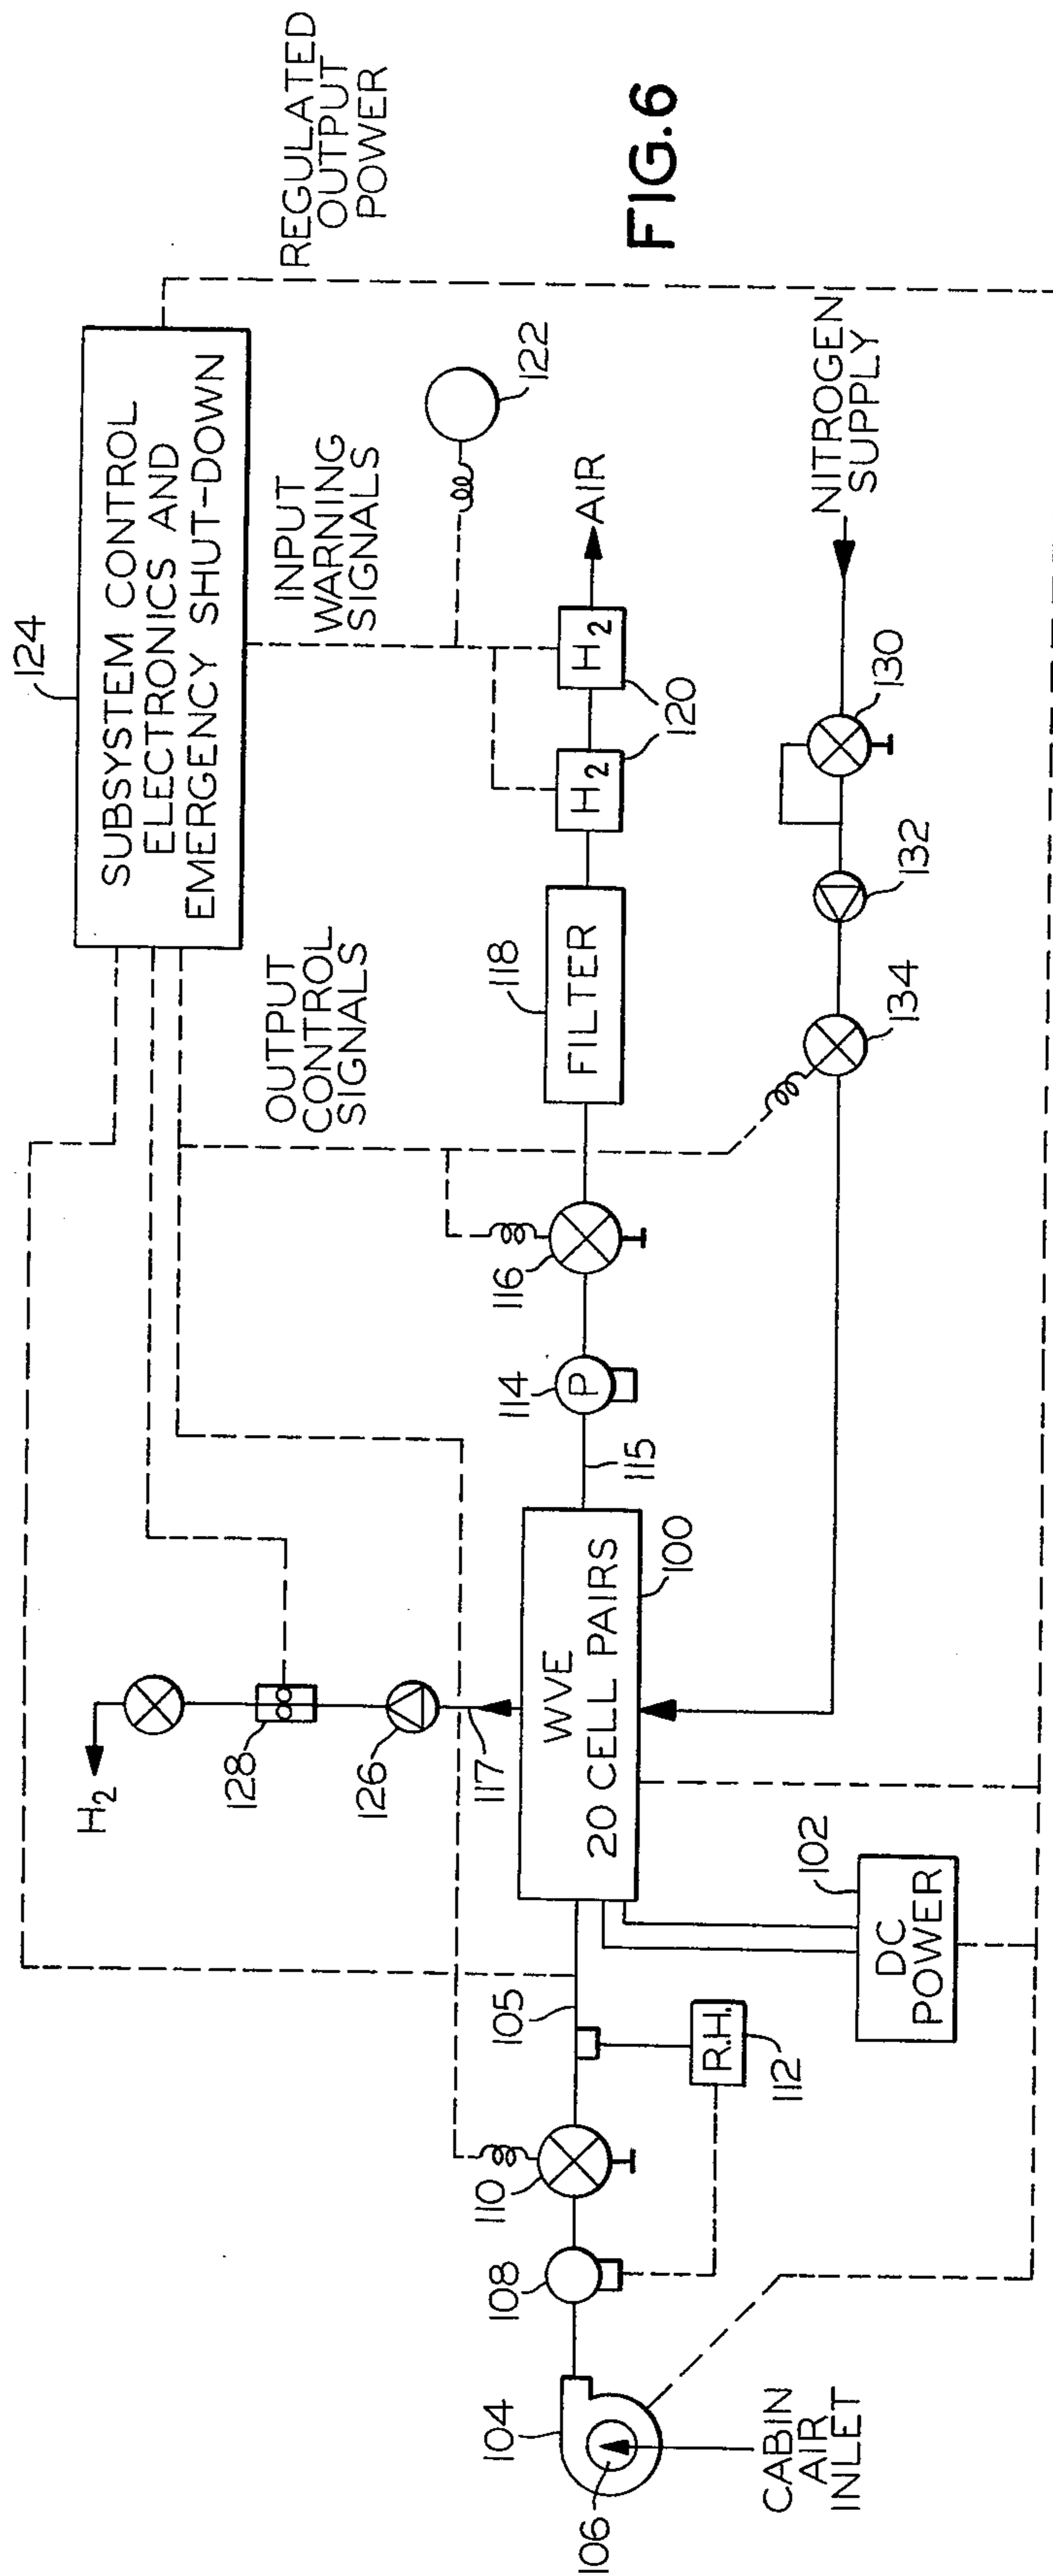 FIG.6
124
SUBSYSTEM CONTROL
ELECTRONICS AND
EMERGENCY SHUT-DOWN
REGULATED
OUTPUT
POWER
OUTPUT
CONTROL
SIGNALS
INPUT
WARNING
SIGNALS
122
H2
128
126
117
104
106
CABIN
AIR
INLET
108
110
105
R.H.
112
WVE
20 CELL PAIRS
100
DC
POWER
102
115
114
P
116
118
FILTER
H2
H2
120
AIR
134
132
130
NITROGEN
SUPPLY